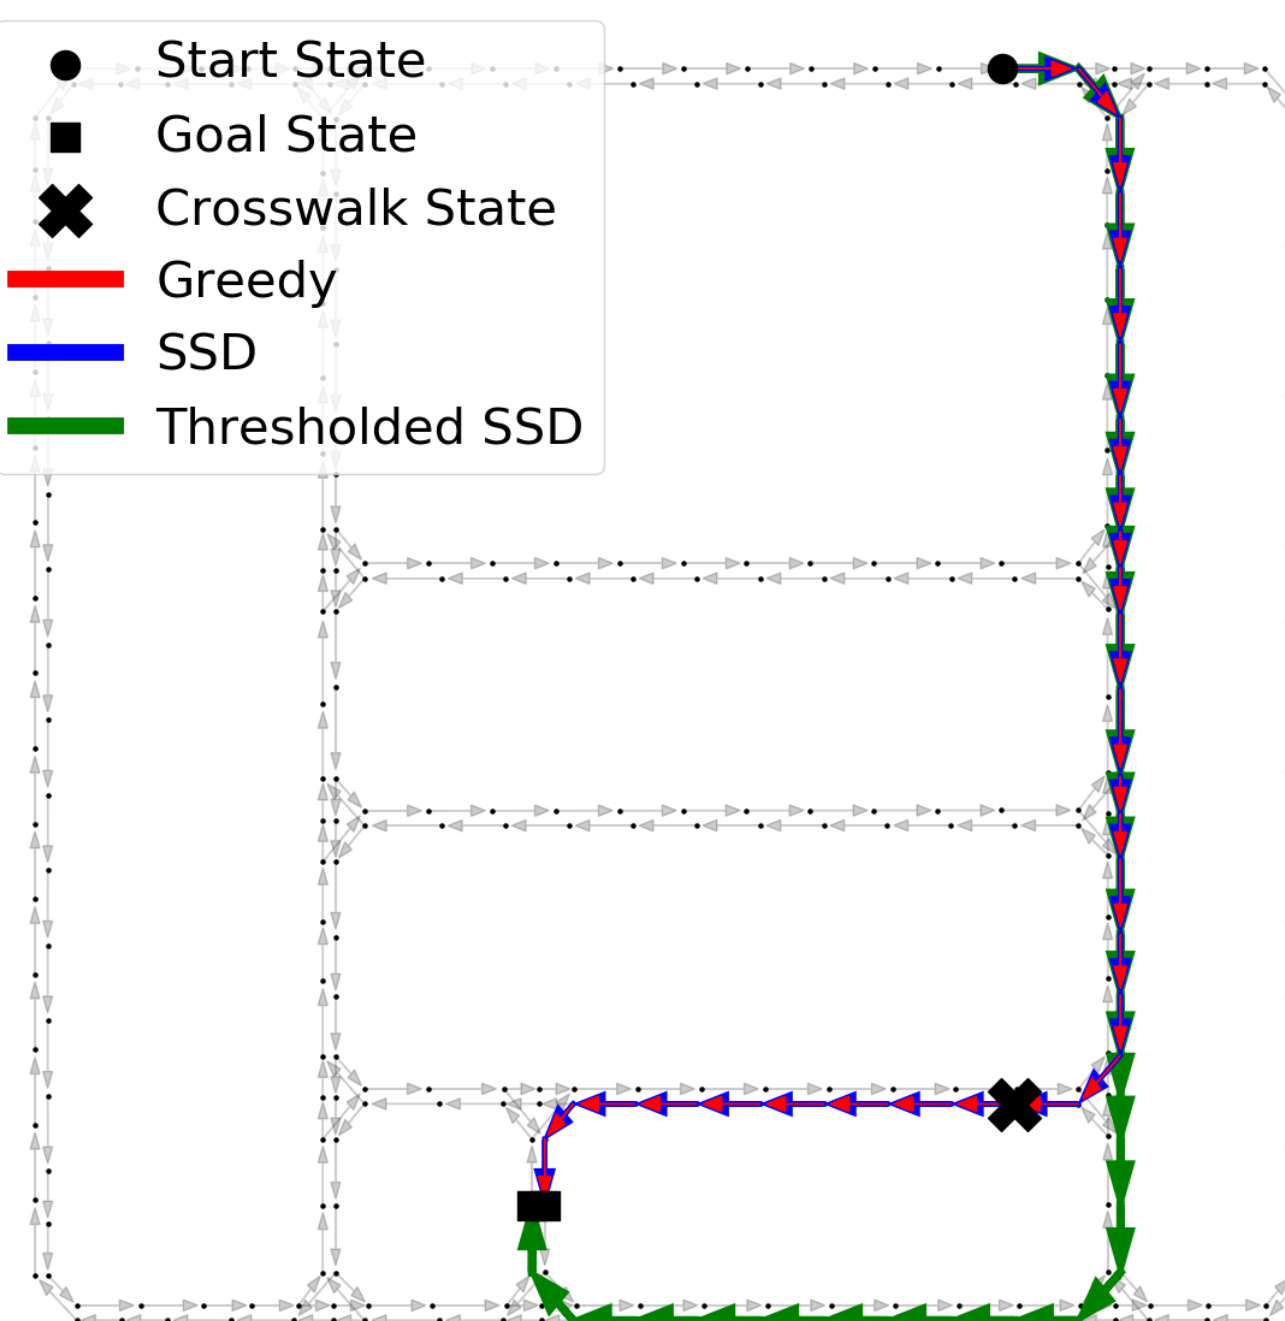 Start State
Goal State
Crosswalk State
Greedy
SSD
Thresholded SSD